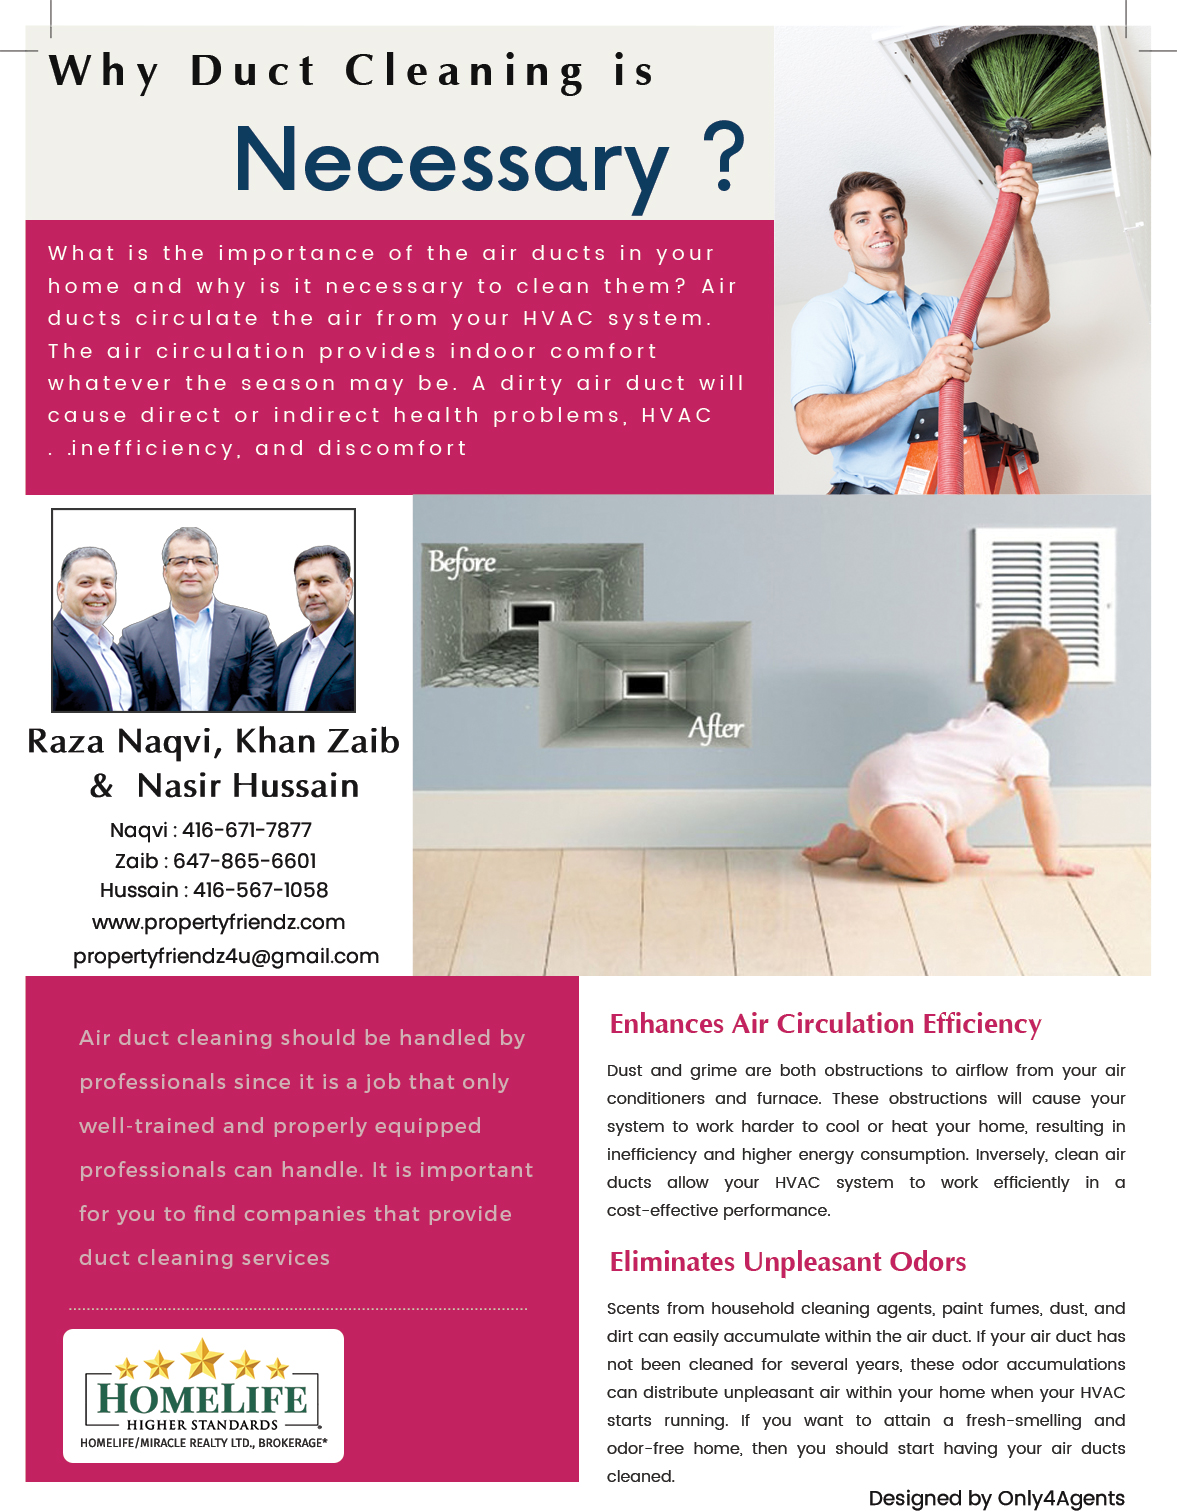 Why Duct Cleaning is
Necessary ?
What is the importance of the air ducts in your
home and why is it necessary to clean them? Air
ducts circulate the air from your HVAC system.
The air circulation provides indoor comfort
whatever the season may be. A dirty air duct will
cause direct or indirect health problems, HVAC
. .inefficiency, and discomfort
Before
After
Raza Naqvi, Khan Zaib
& Nasir Hussain
Naqvi : 416-671-7877
Zaib : 647-865-6601
Hussain : 416-567-1058
www.propertyfriendz.com
propertyfriendz4u@gmail.com
Air duct cleaning should be handled by
professionals since it is a job that only
well-trained and properly equipped
professionals can handle. It is important
for you to find companies that provide
duct cleaning services
HOMELIFE
HIGHER STANDARDS
HOMELIFE/MIRACLE REALTY LTD., BROKERAGE*
Enhances Air Circulation Efficiency
Dust and grime are both obstructions to airflow from your air
conditioners and furnace. These obstructions will cause your
system to work harder to cool or heat your home, resulting in
inefficiency and higher energy consumption. Inversely, clean air
ducts allow your HVAC system to work efficiently in a
cost-effective performance.
Eliminates Unpleasant Odors
Scents from household cleaning agents, paint fumes, dust, and
dirt can easily accumulate within the air duct. If your air duct has
not been cleaned for several years, these odor accumulations
can distribute unpleasant air within your home when your HVAC
starts running. If you want to attain a fresh-smelling and
odor-free home, then you should start having your air ducts
cleaned.
Designed by Only4Agents